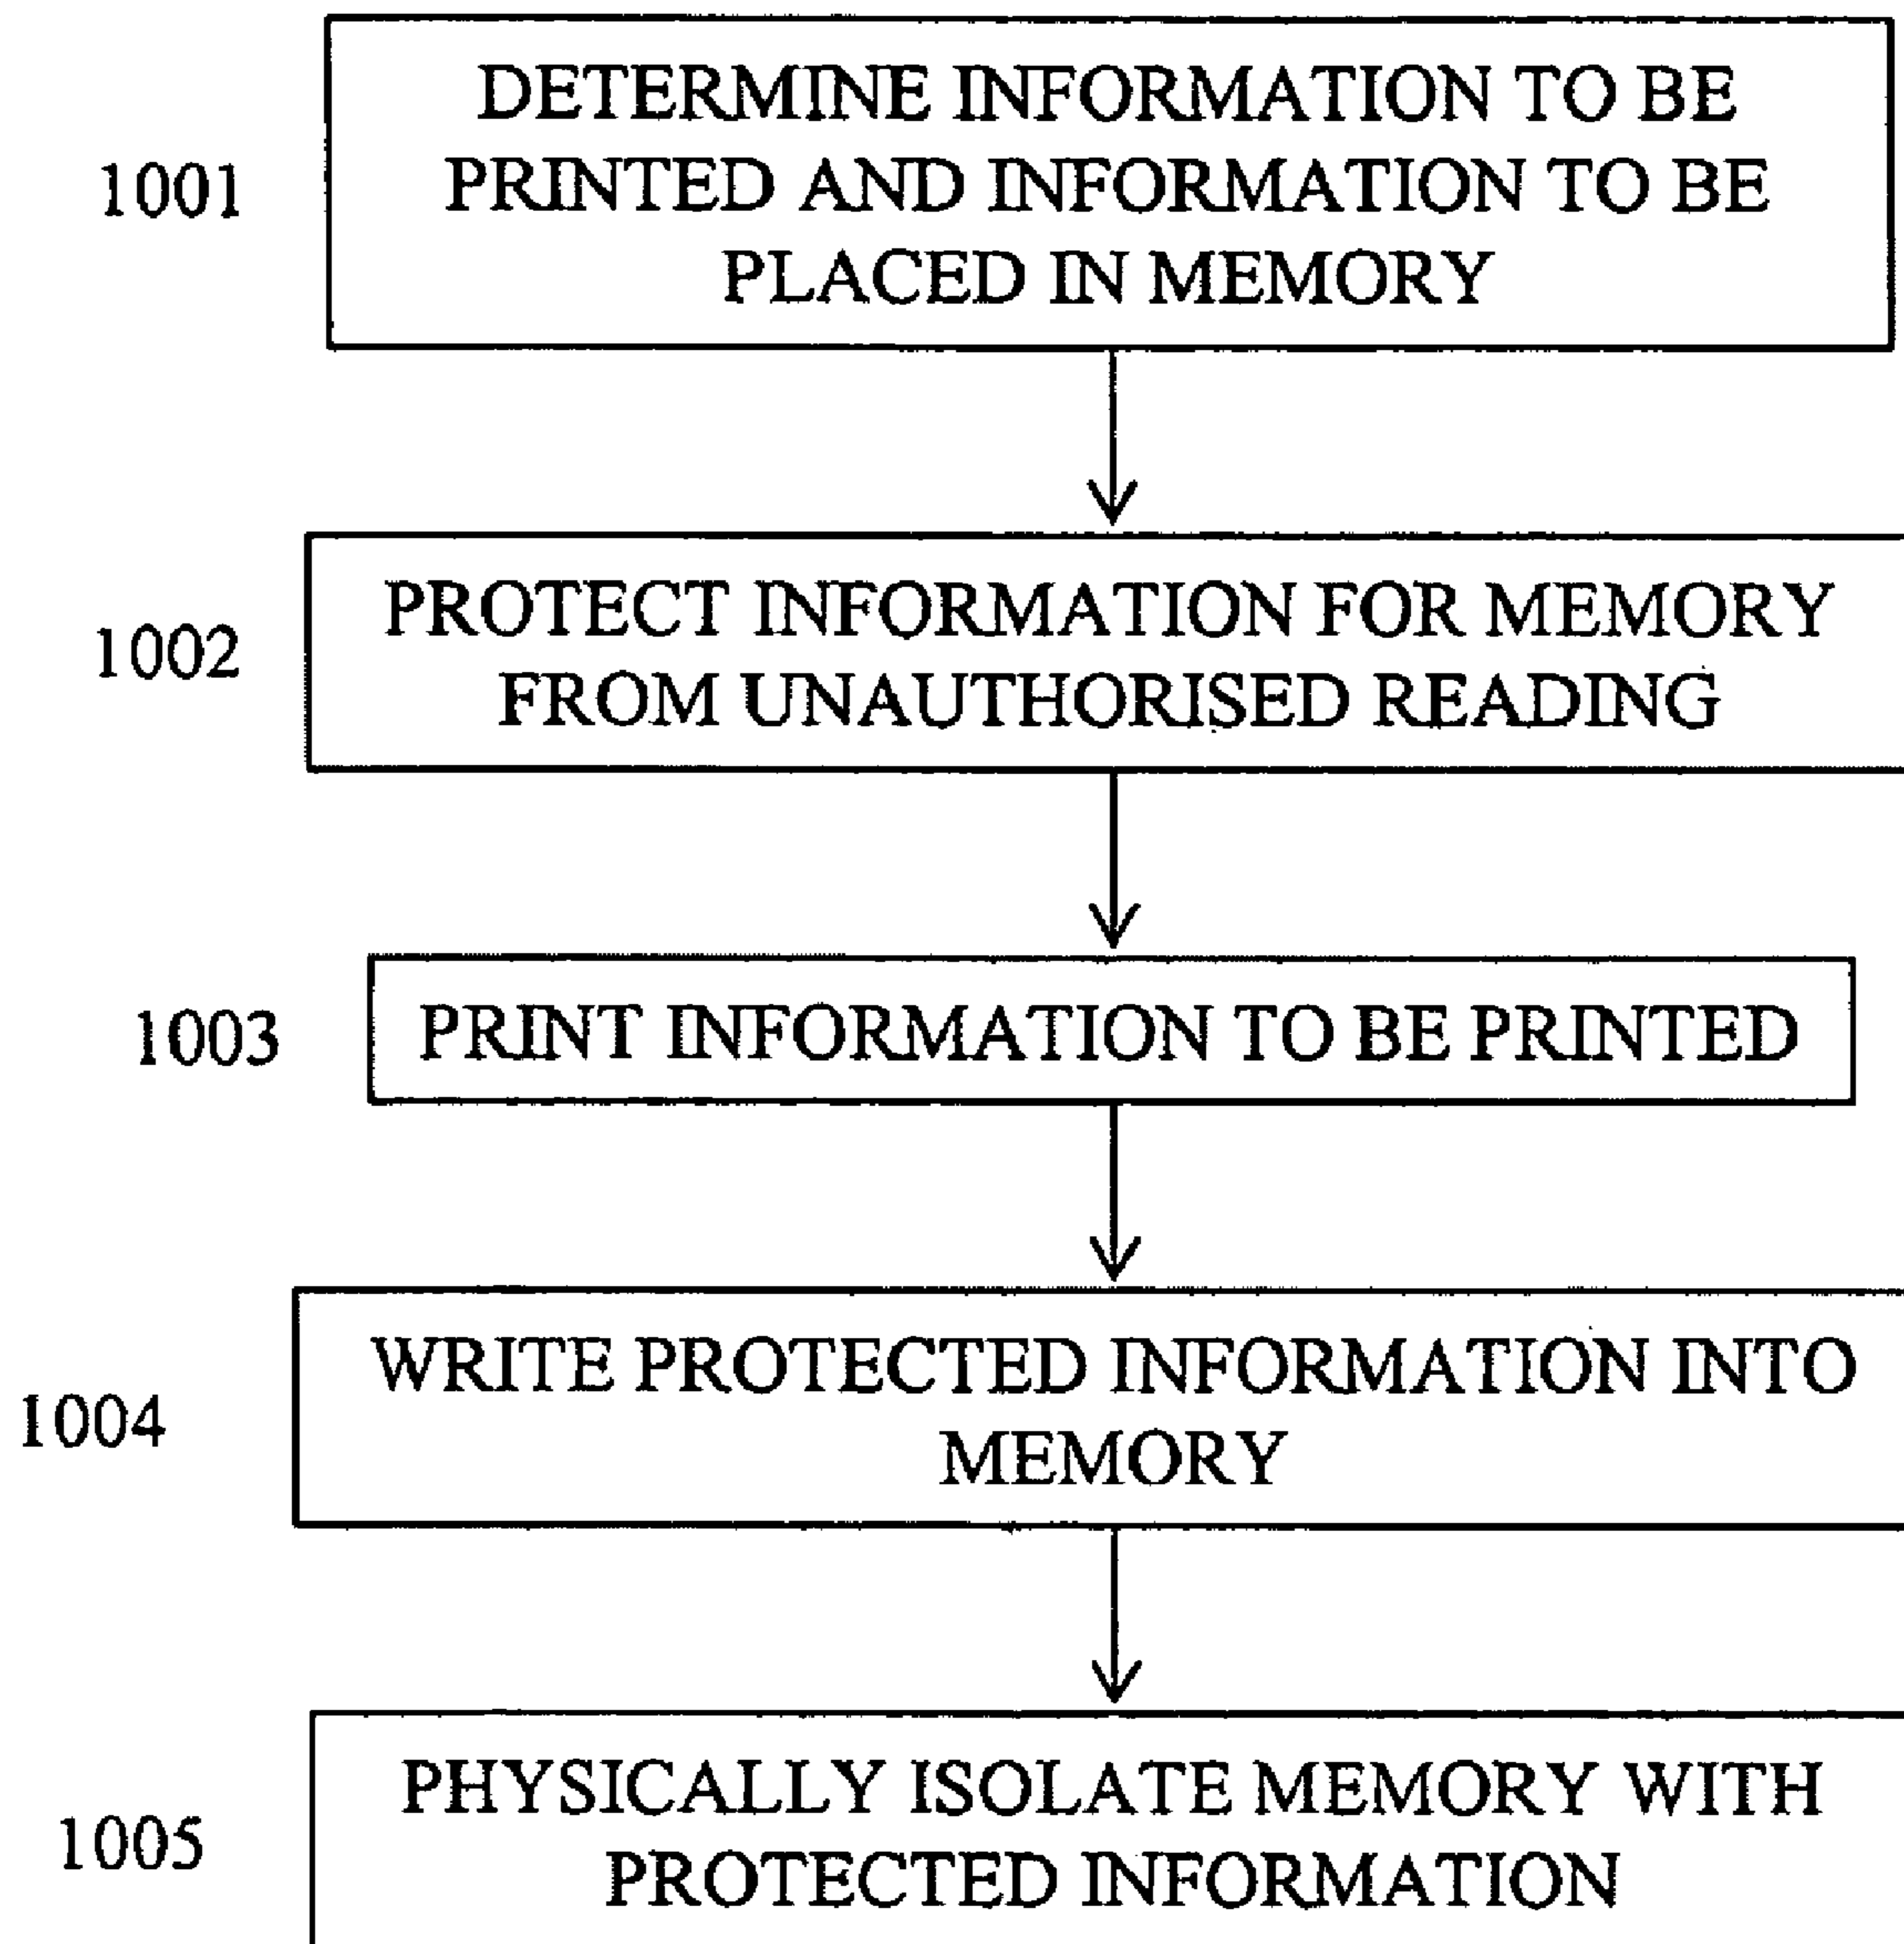 DETERMINE INFORMATION TO BE
1001 PRINTED AND INFORMATION TO BE
PLACED IN MEMORY
1002 PROTECT INFORMATION FOR MEMORY
FROM UNAUTHORISED READING
1003 PRINT INFORMATION TO BE PRINTED
1004 WRITE PROTECTED INFORMATION INTO
MEMORY
1005 PHYSICALLY ISOLATE MEMORY WITH
PROTECTED INFORMATION